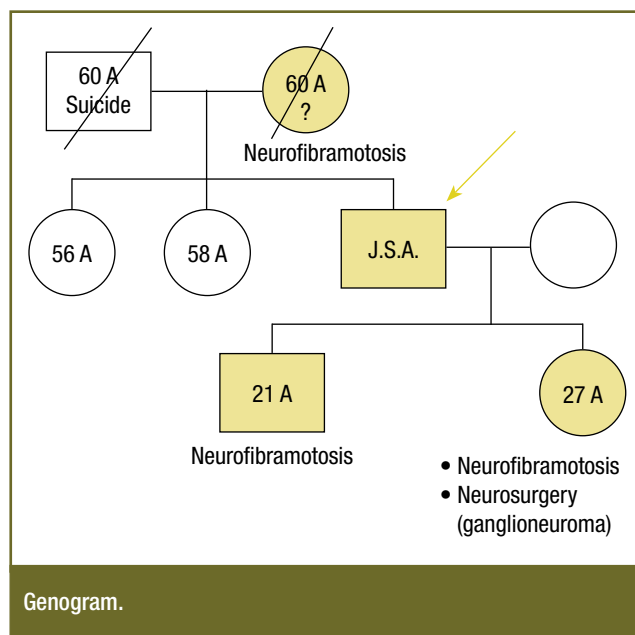 60 A
Suicide
60 A
?
Neurofibramotosis
56 A
58 A
J.S.A.
21 A
27 A
Neurofibramotosis
• Neurofibramotosis
• Neurosurgery
(ganglioneuroma)
Genogram.